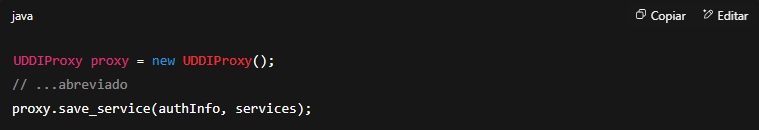 java Copiar Editar
UDDIProxy proxy = new UDDIProxy();
// ...abreviado
proxy.save_service(authInfo, services);